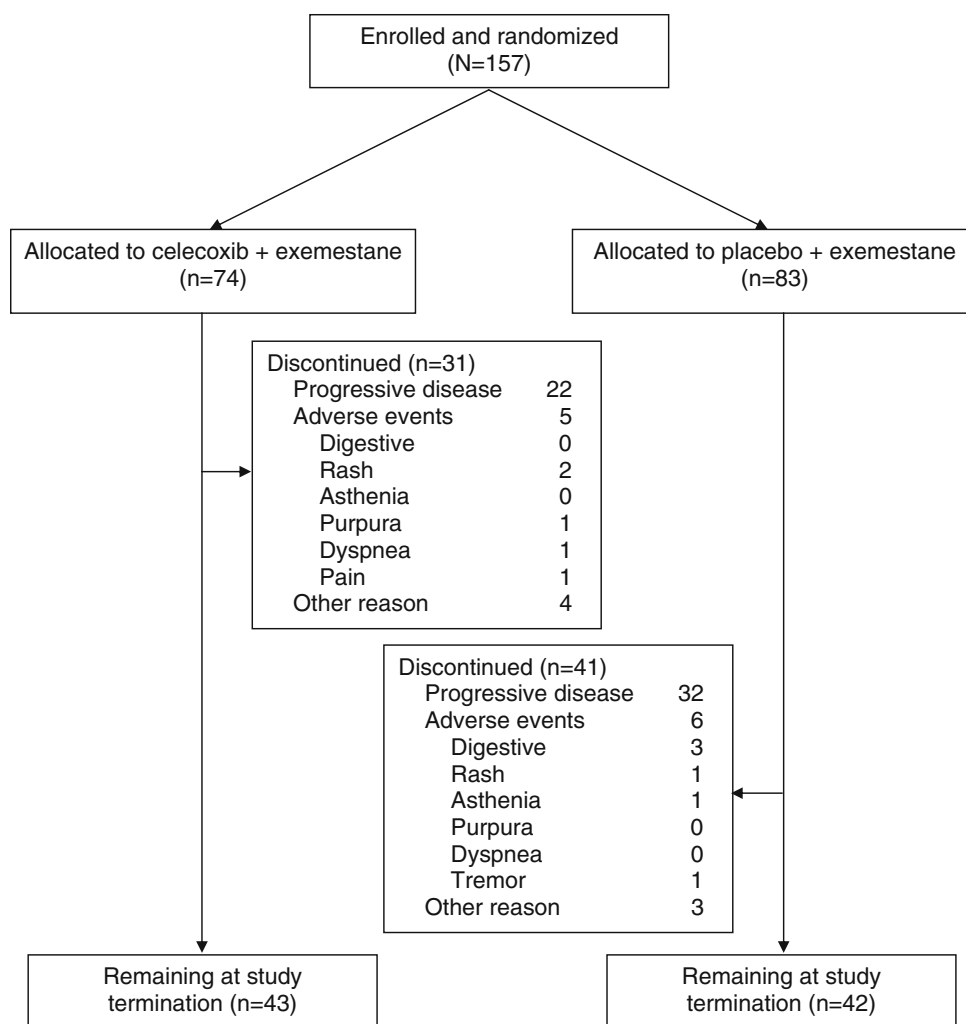 Enrolled and randomized
(N=157)
Allocated to celecoxib + exemestane
(n=74)
Allocated to placebo + exemestane
(n=83)
Discontinued (n=31)
Progressive disease 22
Adverse events 5
Digestive 0
Rash 2
Asthenia 0
Purpura 1
Dyspnea 1
Pain 1
Other reason 4
Discontinued (n=41)
Progressive disease 32
Adverse events 6
Digestive 3
Rash 1
Asthenia 1
Purpura 0
Dyspnea 0
Tremor 1
Other reason 3
Remaining at study
termination (n=43)
Remaining at study
termination (n=42)